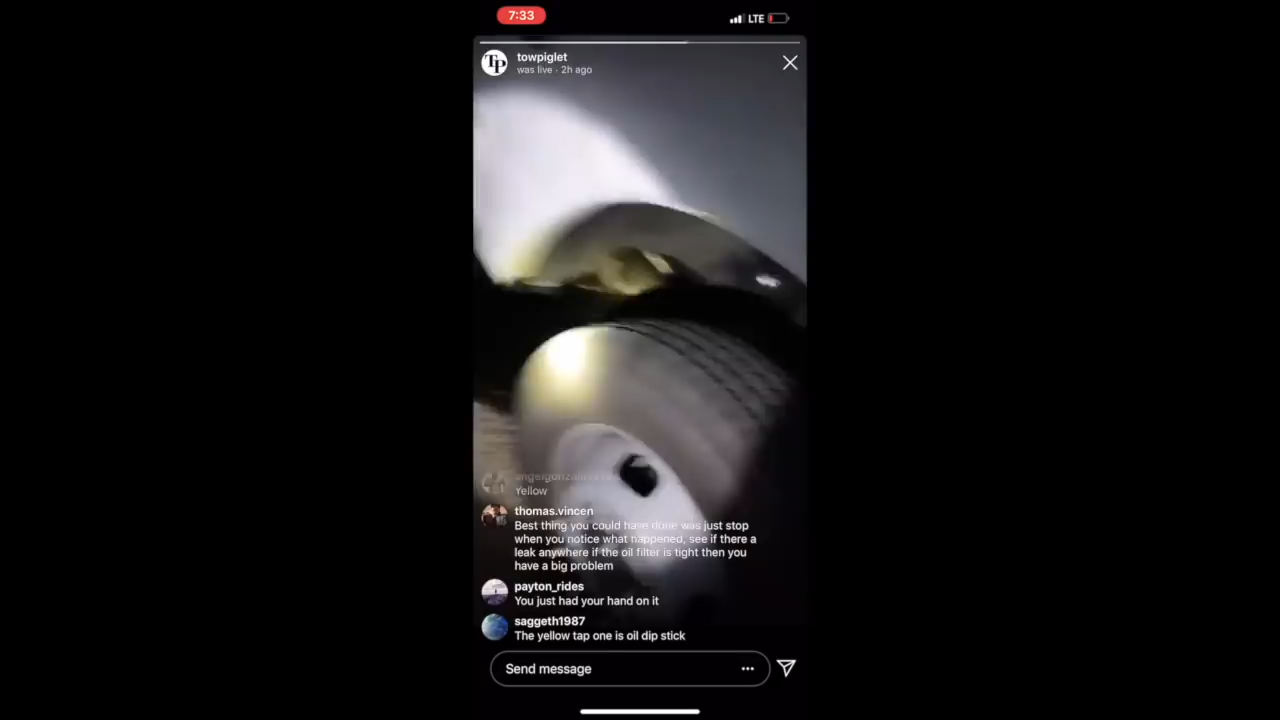 7:33
LTE
TP
towpiglet
was live · 2h ago
Yellow
thomas.vincen
Best thing you could have done was just stop
when you notice what happened, see if there a
leak anywhere if the oil filter is tight then you
have a big problem
payton_rides
You just had your hand on it
saggeth1987
The yellow tap one is oil dip stick
Send message